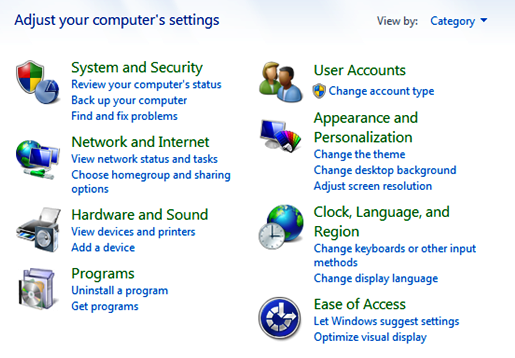 Adjust your computer's settings
View by: Category
System and Security
Review your computer's status
Back up your computer
Find and fix problems
Network and Internet
View network status and tasks
Choose homegroup and sharing
options
Hardware and Sound
View devices and printers
Add a device
Programs
Uninstall a program
Get programs
User Accounts
Change account type
Appearance and
Personalization
Change the theme
Change desktop background
Adjust screen resolution
Clock, Language, and
Region
Change keyboards or other input
methods
Change display language
Ease of Access
Let Windows suggest settings
Optimize visual display